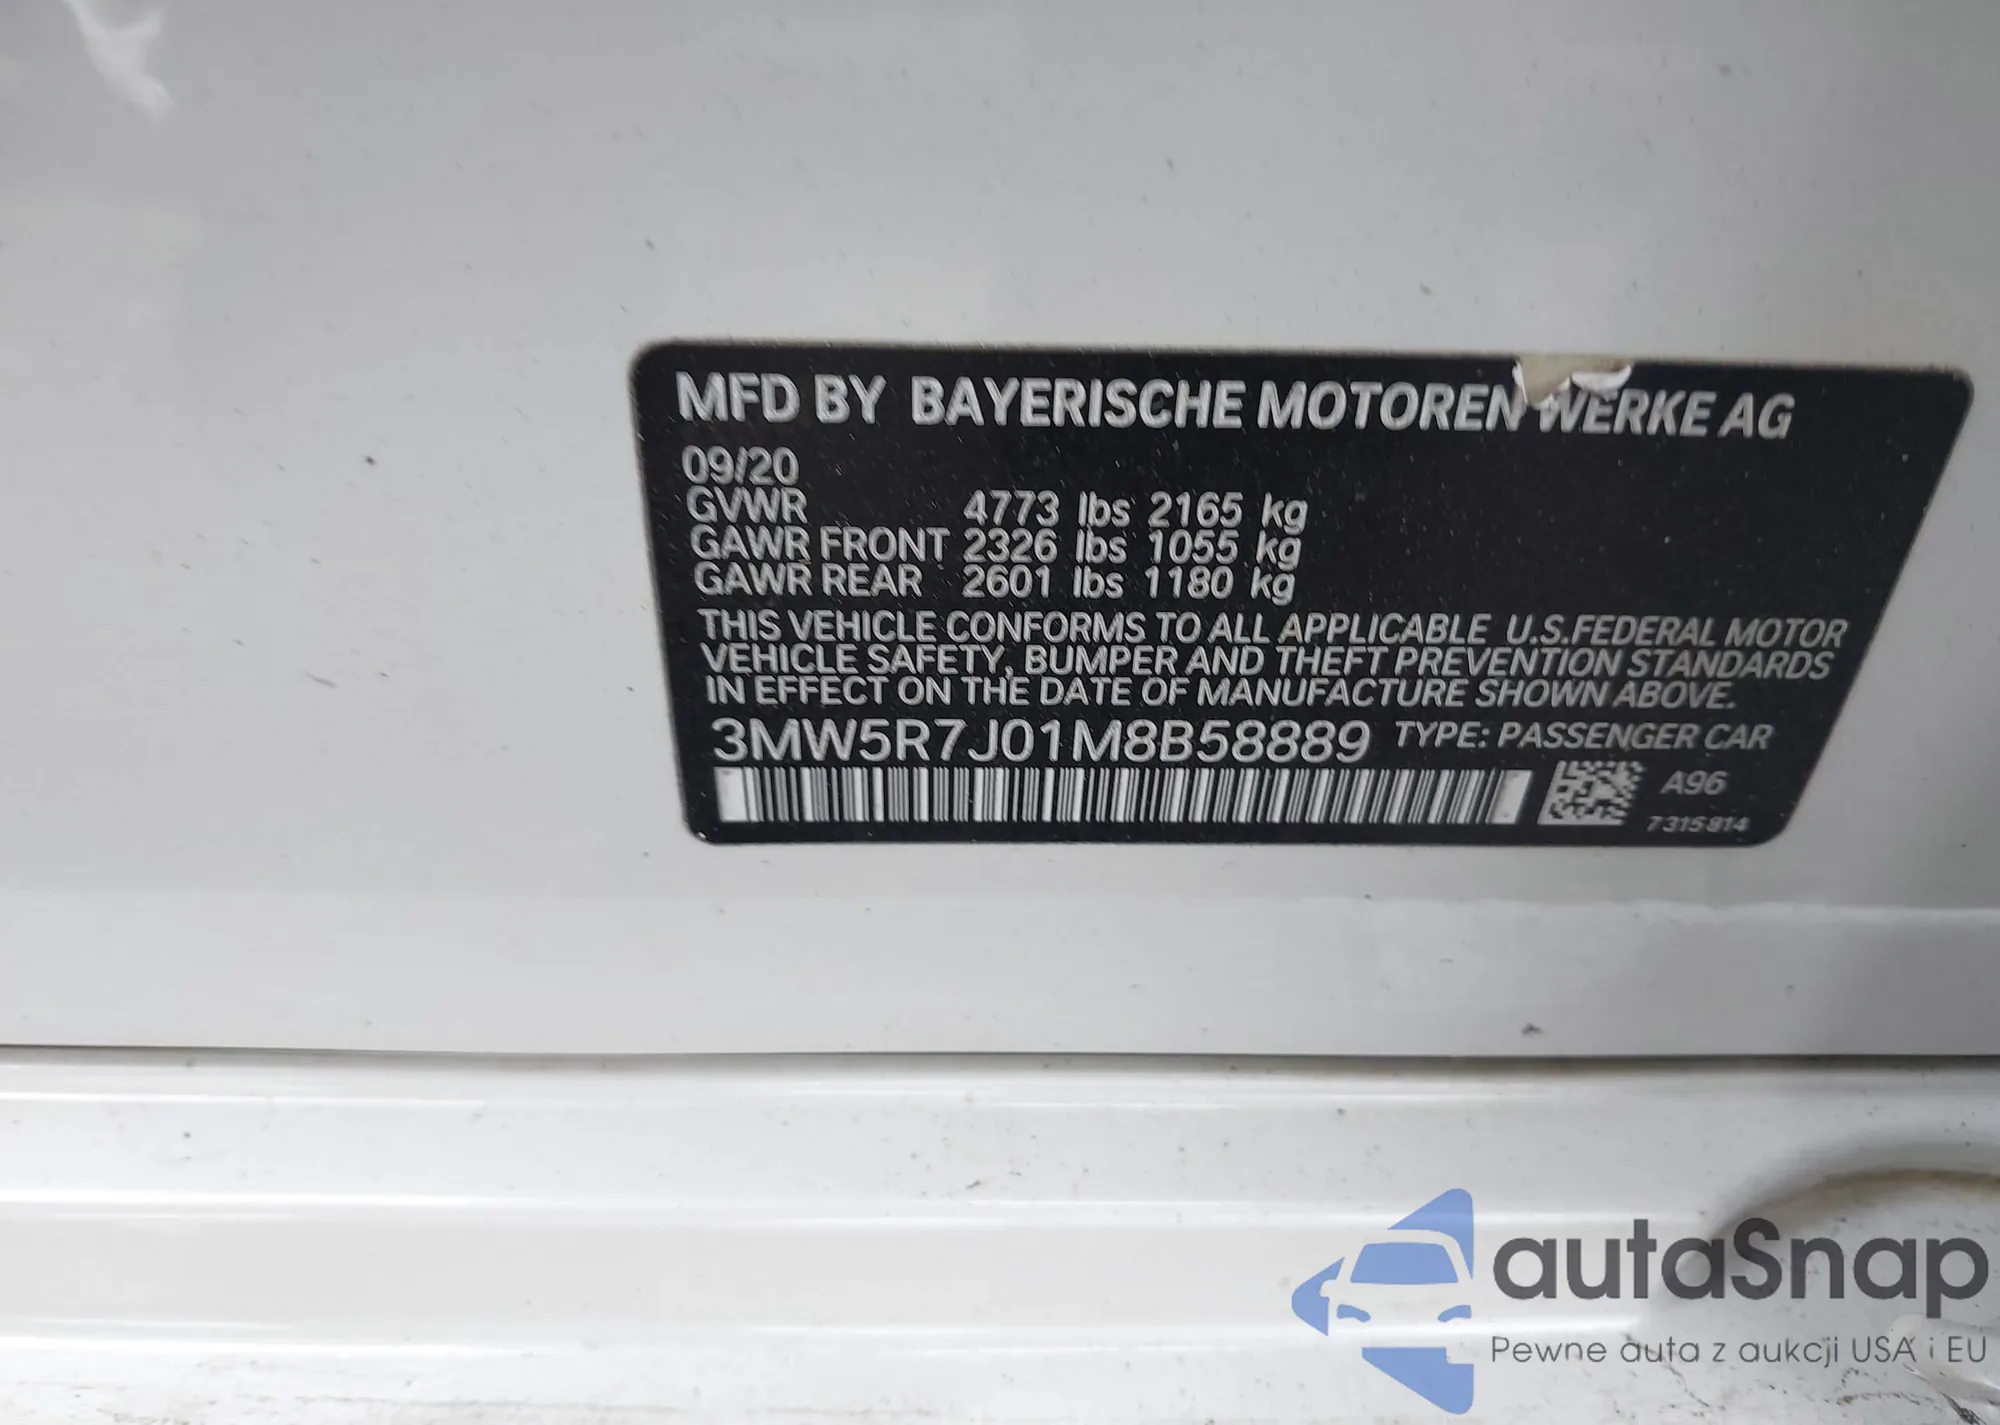 MFD BY BAYERISCHE MOTOREN WERKE AG
09/20
GVWR 4773 lbs 2165 kg
GAWR FRONT 2326 lbs 1055 kg
GAWR REAR 2601 lbs 1180 kg
THIS VEHICLE CONFORMS TO ALL APPLICABLE U.S.FEDERAL MOTOR
VEHICLE SAFETY, BUMPER AND THEFT PREVENTION STANDARDS
IN EFFECT ON THE DATE OF MANUFACTURE SHOWN ABOVE.
3MW5R7J01M8B58889 TYPE: PASSENGER CAR
A96
7315814
autaSnap
Pewne auta z aukcji USA i EU